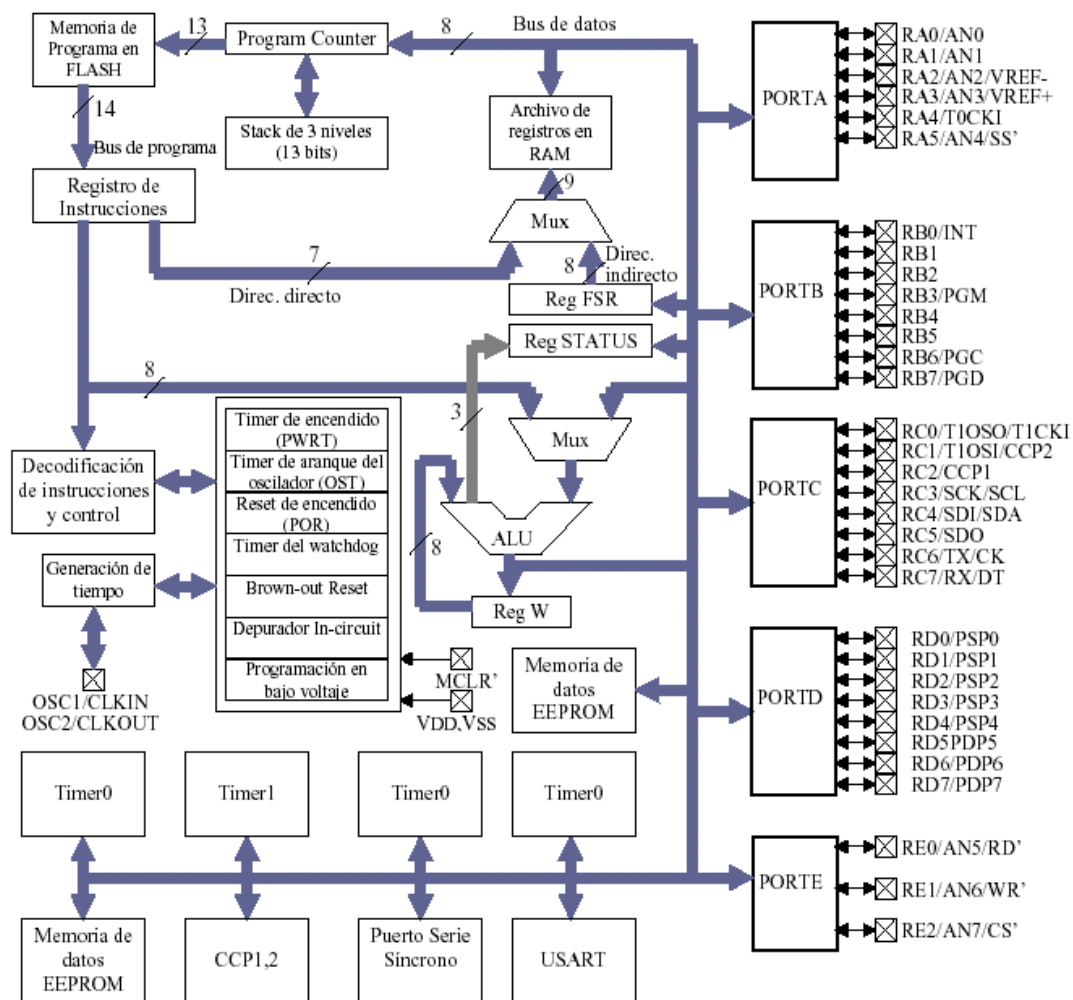 Memoria de
Programa en
FLASH
13
Program Counter
8
Bus de datos
14
Bus de programa
Stack de 3 niveles
(13 bits)
Archivo de
registros en
RAM
9
Registro de
Instrucciones
Mux
7
Direc. directo
8
Direc.
indirecto
Reg FSR
Reg STATUS
8
3
Mux
Timer de encendido
(PWRT)
Timer de aranque del
oscilador (OST)
Reset de encendido
(POR)
Timer del watchdog
Brown-out Reset
Depurador In-circuit
Programación en
bajo voltaje
Decodificación
de instrucciones
y control
ALU
8
Reg W
Generación de
tiempo
OSC1/CLKIN
OSC2/CLKOUT
MCLR'
VDD,VSS
Memoria de
datos
EEPROM
Timer0
Timer1
Timer0
Timer0
Memoria de
datos
EEPROM
CCP1,2
Puerto Serie
Síncrono
USART
PORTA
RA0/AN0
RA1/AN1
RA2/AN2/VREF-
RA3/AN3/VREF+
RA4/T0CKI
RA5/AN4/SS'
PORTB
RB0/INT
RB1
RB2
RB3/PGM
RB4
RB5
RB6/PGC
RB7/PGD
PORTC
RC0/T1OSO/T1CKI
RC1/T1OSI/CCP2
RC2/CCP1
RC3/SCK/SCL
RC4/SDI/SDA
RC5/SDO
RC6/TX/CK
RC7/RX/DT
PORTD
RD0/PSP0
RD1/PSP1
RD2/PSP2
RD3/PSP3
RD4/PSP4
RD5PDP5
RD6/PDP6
RD7/PDP7
PORTE
RE0/AN5/RD'
RE1/AN6/WR'
RE2/AN7/CS'